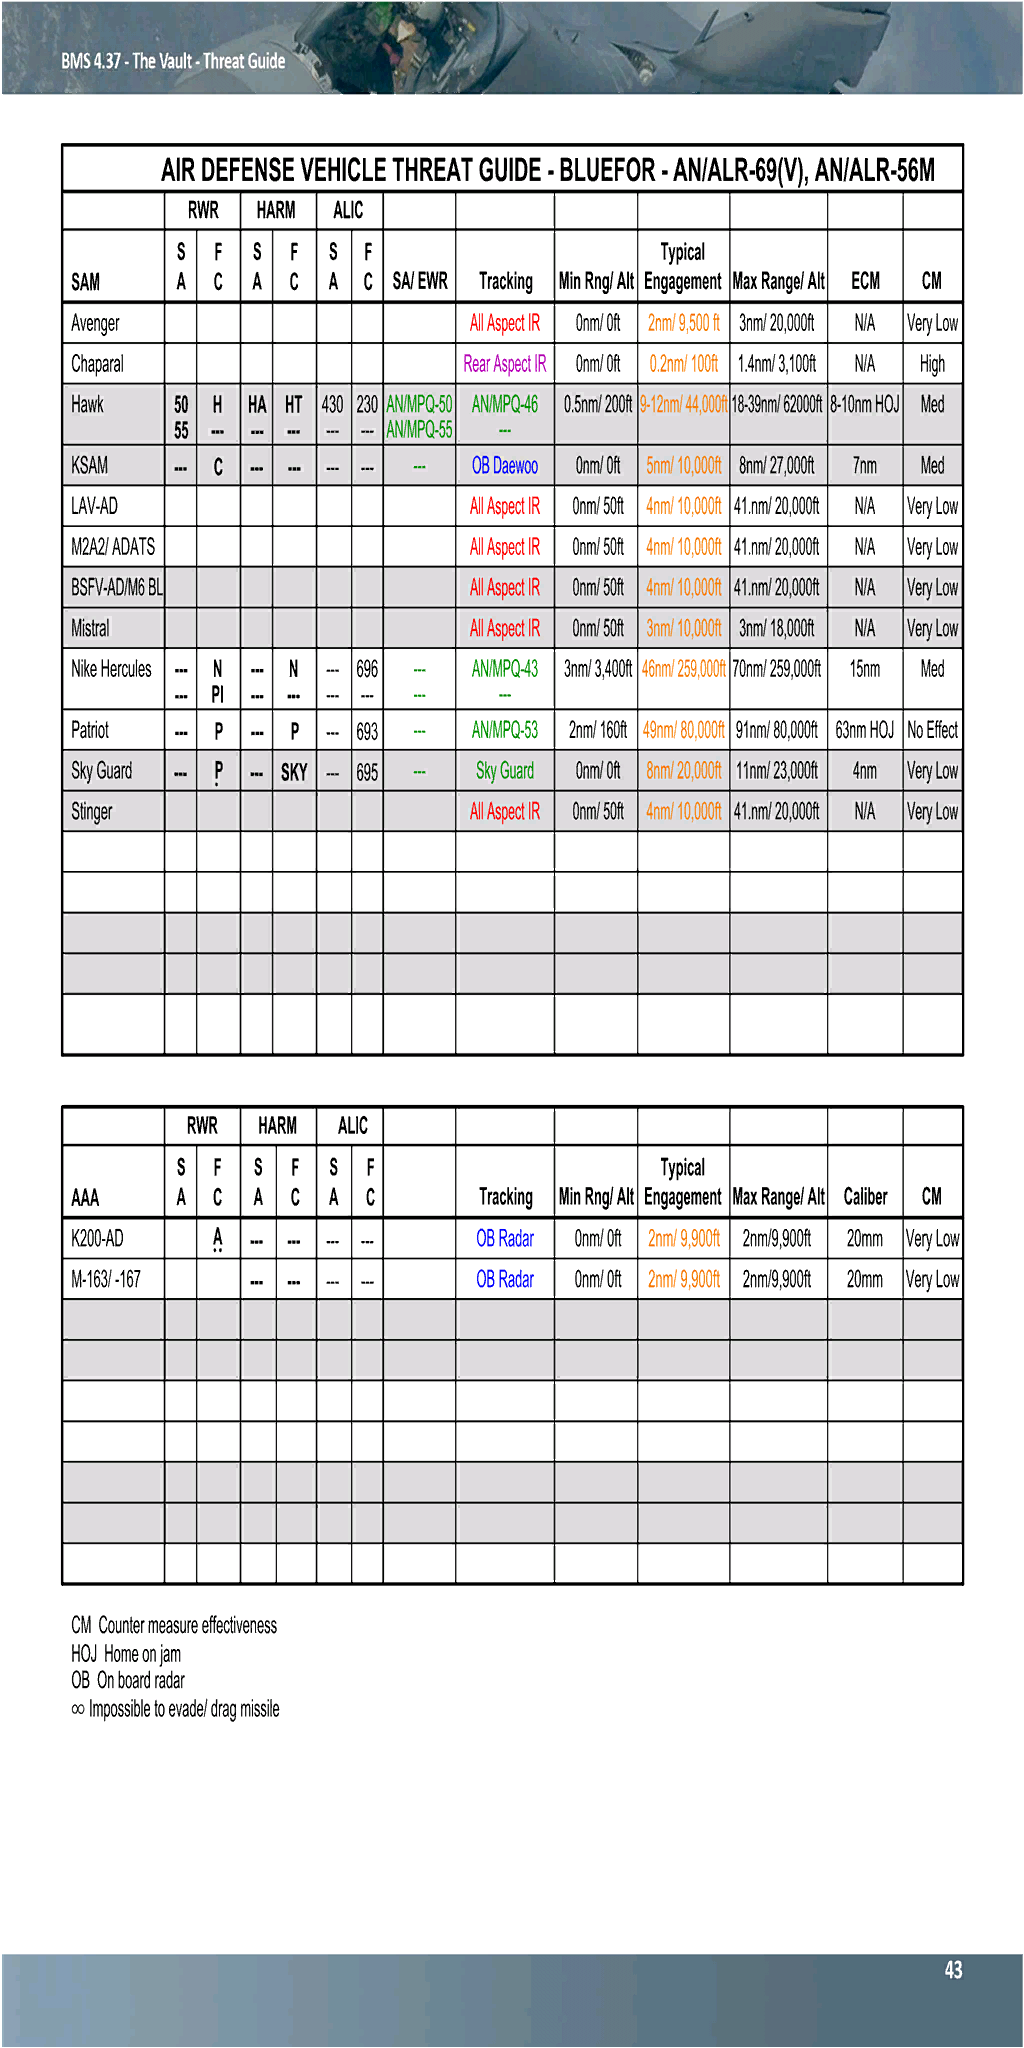 BMS 4.37 - The Vault - Threat Guide
AIR DEFENSE VEHICLE THREAT GUIDE - BLUEFOR - AN/ALR-69(V), AN/ALR-56M
RWR HARM ALIC
S F S F S F Typical
SAM A C A C A C SA/ EWR Tracking Min Rng/ Alt Engagement Max Range/ Alt ECM CM
Avenger All Aspect IR 0nm/ 0ft 2nm/ 9,500 ft 3nm/ 20,000ft N/A Very Low
Chaparal Rear Aspect IR 0nm/ 0ft 0.2nm/ 100ft 1.4nm/ 3,100ft N/A High
Hawk 50 H HA HT 430 230 AN/MPQ-50 AN/MPQ-46 0.5nm/ 200ft 9-12nm/ 44,000ft 18-39nm/ 62000ft 8-10nm HOJ Med
55 --- --- --- --- --- AN/MPQ-55 ---
KSAM --- C --- --- --- --- --- OB Daewoo 0nm/ 0ft 5nm/ 10,000ft 8nm/ 27,000ft 7nm Med
LAV-AD All Aspect IR 0nm/ 50ft 4nm/ 10,000ft 41.nm/ 20,000ft N/A Very Low
M2A2/ ADATS All Aspect IR 0nm/ 50ft 4nm/ 10,000ft 41.nm/ 20,000ft N/A Very Low
BSFV-AD/M6 BL All Aspect IR 0nm/ 50ft 4nm/ 10,000ft 41.nm/ 20,000ft N/A Very Low
Mistral All Aspect IR 0nm/ 50ft 3nm/ 10,000ft 3nm/ 18,000ft N/A Very Low
Nike Hercules --- N --- N --- 696 --- AN/MPQ-43 3nm/ 3,400ft 46nm/ 259,000ft 70nm/ 259,000ft 15nm Med
--- PI --- --- --- --- --- ---
Patriot --- P --- P --- 693 --- AN/MPQ-53 2nm/ 160ft 49nm/ 80,000ft 91nm/ 80,000ft 63nm HOJ No Effect
Sky Guard --- P --- SKY --- 695 --- Sky Guard 0nm/ 0ft 8nm/ 20,000ft 11nm/ 23,000ft 4nm Very Low
Stinger All Aspect IR 0nm/ 50ft 4nm/ 10,000ft 41.nm/ 20,000ft N/A Very Low
RWR HARM ALIC
S F S F S F Typical
AAA A C A C A C Tracking Min Rng/ Alt Engagement Max Range/ Alt Caliber CM
K200-AD A --- --- --- --- OB Radar 0nm/ 0ft 2nm/ 9,900ft 2nm/9,900ft 20mm Very Low
M-163/ -167 --- --- --- --- OB Radar 0nm/ 0ft 2nm/ 9,900ft 2nm/9,900ft 20mm Very Low
CM Counter measure effectiveness
HOJ Home on jam
OB On board radar
∞ Impossible to evade/ drag missile
43